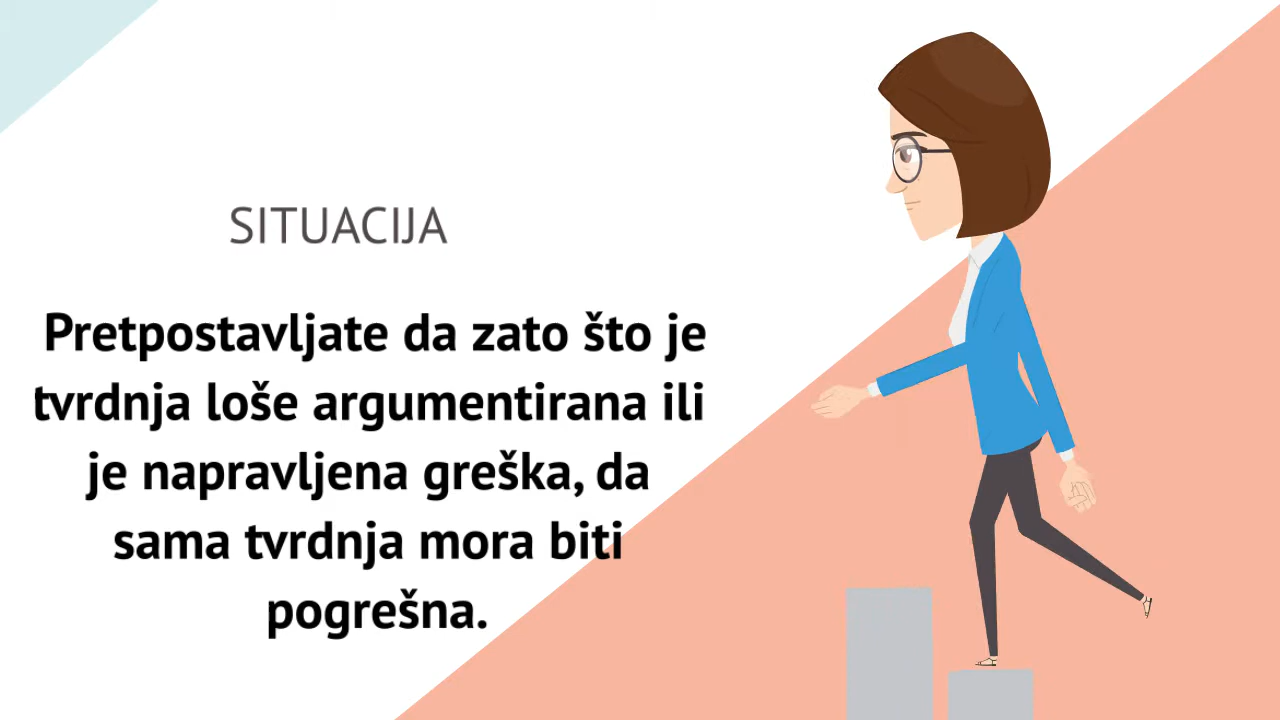 SITUACIJA
Pretpostavljate da zato što je
tvrdnja loše argumentirana ili
je napravljena greška, da
sama tvrdnja mora biti
pogrešna.